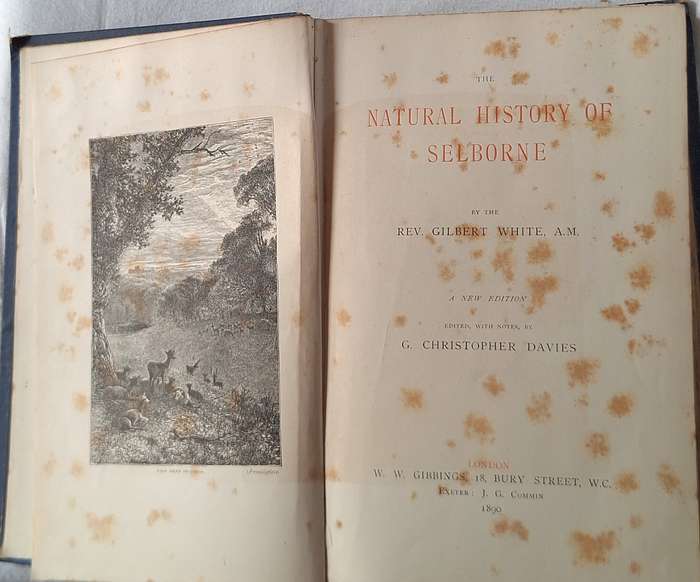 (Frontispiece
THE
NATURAL HISTORY OF
SELBORNE
BY THE
REV. GILBERT WHITE, A.M.
A NEW EDITION
EDITED, WITH NOTES, BY
G. CHRISTOPHER DAVIES
LONDON
W. W. GIBBINGS, 18, BURY STREET, W.C.
EXETER: J. G. COMMIN
1890